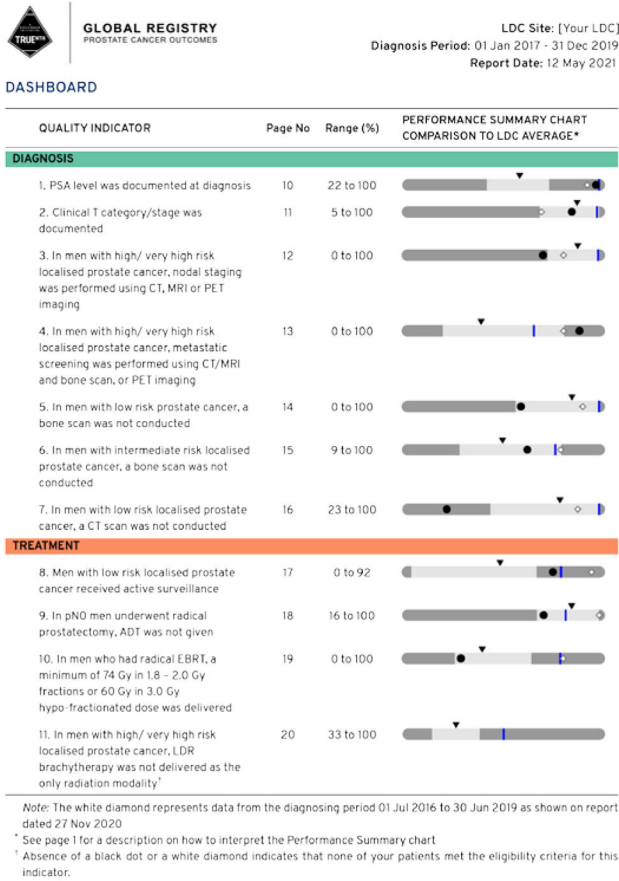 TRUENTH
GLOBAL REGISTRY
PROSTATE CANCER OUTCOMES
LDC Site: [Your LDC]
Diagnosis Period: 01 Jan 2017 - 31 Dec 2019
Report Date: 12 May 2021
DASHBOARD
QUALITY INDICATOR Page No Range (%) PERFORMANCE SUMMARY CHART
COMPARISON TO LDC AVERAGE*
DIAGNOSIS
1. PSA level was documented at diagnosis 10 22 to 100
2. Clinical T category/stage was 11 5 to 100
documented
3. In men with high/ very high risk 12 0 to 100
localised prostate cancer, nodal staging
was performed using CT, MRI or PET
imaging
4. In men with high/ very high risk 13 0 to 100
localised prostate cancer, metastatic
screening was performed using CT/MRI
and bone scan, or PET imaging
5. In men with low risk prostate cancer, a 14 0 to 100
bone scan was not conducted
6. In men with intermediate risk localised 15 9 to 100
prostate cancer, a bone scan was not
conducted
7. In men with low risk localised prostate 16 23 to 100
cancer, a CT scan was not conducted
TREATMENT
8. Men with low risk localised prostate 17 0 to 92
cancer received active surveillance
9. In pN0 men underwent radical 18 16 to 100
prostatectomy, ADT was not given
10. In men who had radical EBRT, a 19 0 to 100
minimum of 74 Gy in 1.8 – 2.0 Gy
fractions or 60 Gy in 3.0 Gy
hypo-fractionated dose was delivered
11. In men with high/ very high risk 20 33 to 100
localised prostate cancer, LDR
brachytherapy was not delivered as the
only radiation modality†
Note: The white diamond represents data from the diagnosing period 01 Jul 2016 to 30 Jun 2019 as shown on report
dated 27 Nov 2020
* See page 1 for a description on how to interpret the Performance Summary chart
† Absence of a black dot or a white diamond indicates that none of your patients met the eligibility criteria for this
indicator.